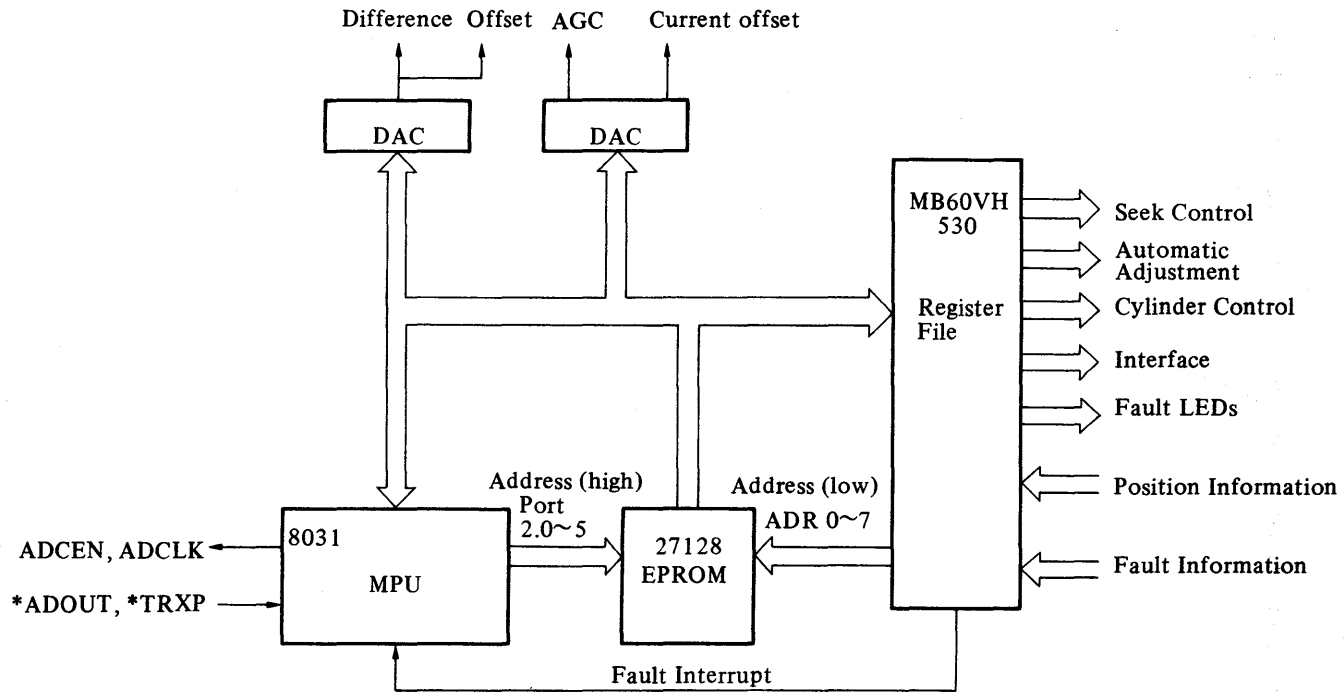 Difference Offset AGC Current offset
DAC
DAC
MB60VH
530
Register
File
Seek Control
Automatic
Adjustment
Cylinder Control
Interface
Fault LEDs
Position Information
Fault Information
Address (high)
Port
2.0~5
Address (low)
ADR 0~7
8031
MPU
27128
EPROM
ADCEN, ADCLK
*ADOUT, *TRXP
Fault Interrupt